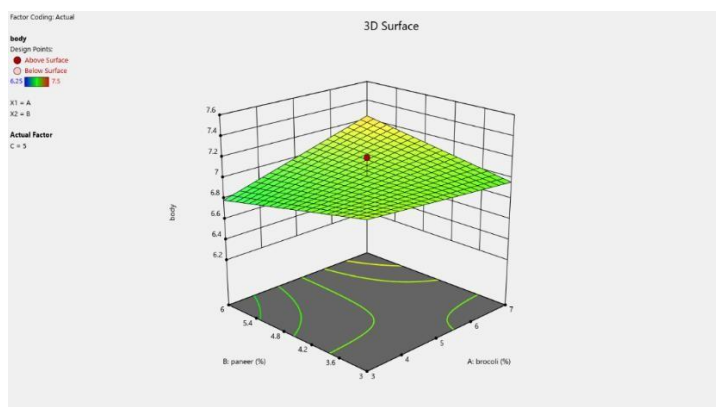 Factor Coding: Actual
3D Surface
body
Design Points:
Above Surface
Below Surface
6.25 7.5
X1 = A
X2 = B
Actual Factor
C = 5
7.6
7.4
7.2
7
6.8
6.6
6.4
6.2
body
6
5.4
4.8
4.2
3.6
3
3
4
5
6
7
B: paneer (%)
A: brocoli (%)